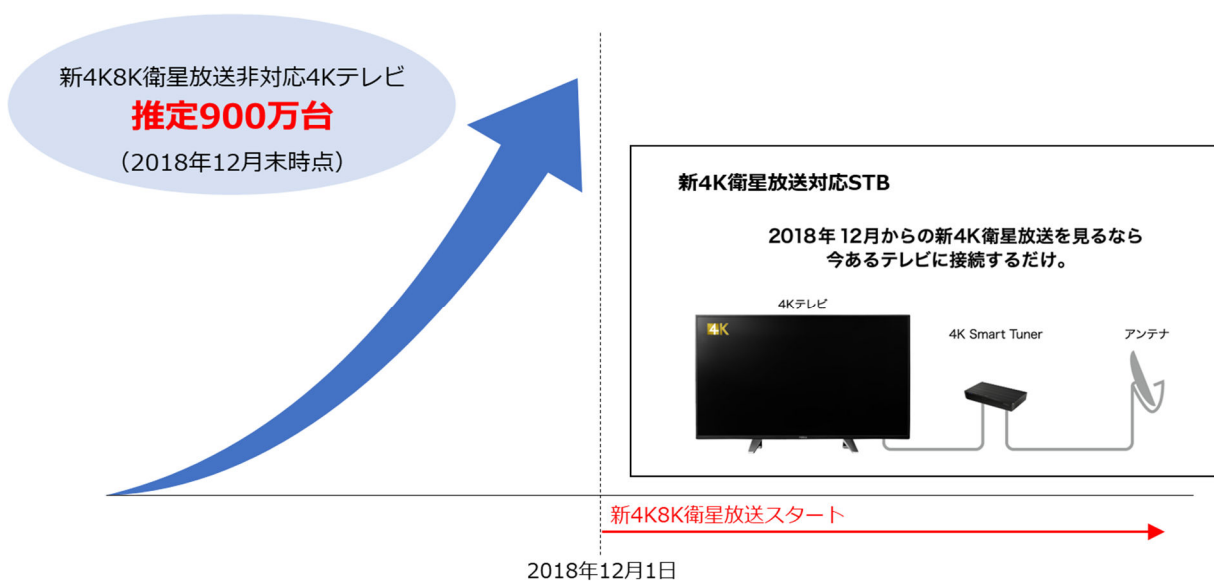 新4K8K衛星放送非対応4Kテレビ
推定900万台
（2018年12月末時点）
新4K衛星放送対応STB
2018年12月からの新4K衛星放送を見るなら
今あるテレビに接続するだけ。
4Kテレビ
4K
4K Smart Tuner
アンテナ
新4K8K衛星放送スタート
2018年12月1日